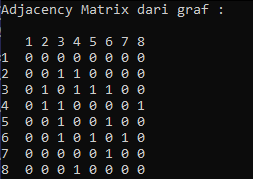 Adjacency Matrix dari graf :
1 2 3 4 5 6 7 8
1 0 0 0 0 0 0 0 0
2 0 0 1 1 0 0 0 0
3 0 1 0 1 1 1 0 0
4 0 1 1 0 0 0 0 1
5 0 0 1 0 0 1 0 0
6 0 0 1 0 1 0 1 0
7 0 0 0 0 0 1 0 0
8 0 0 0 1 0 0 0 0